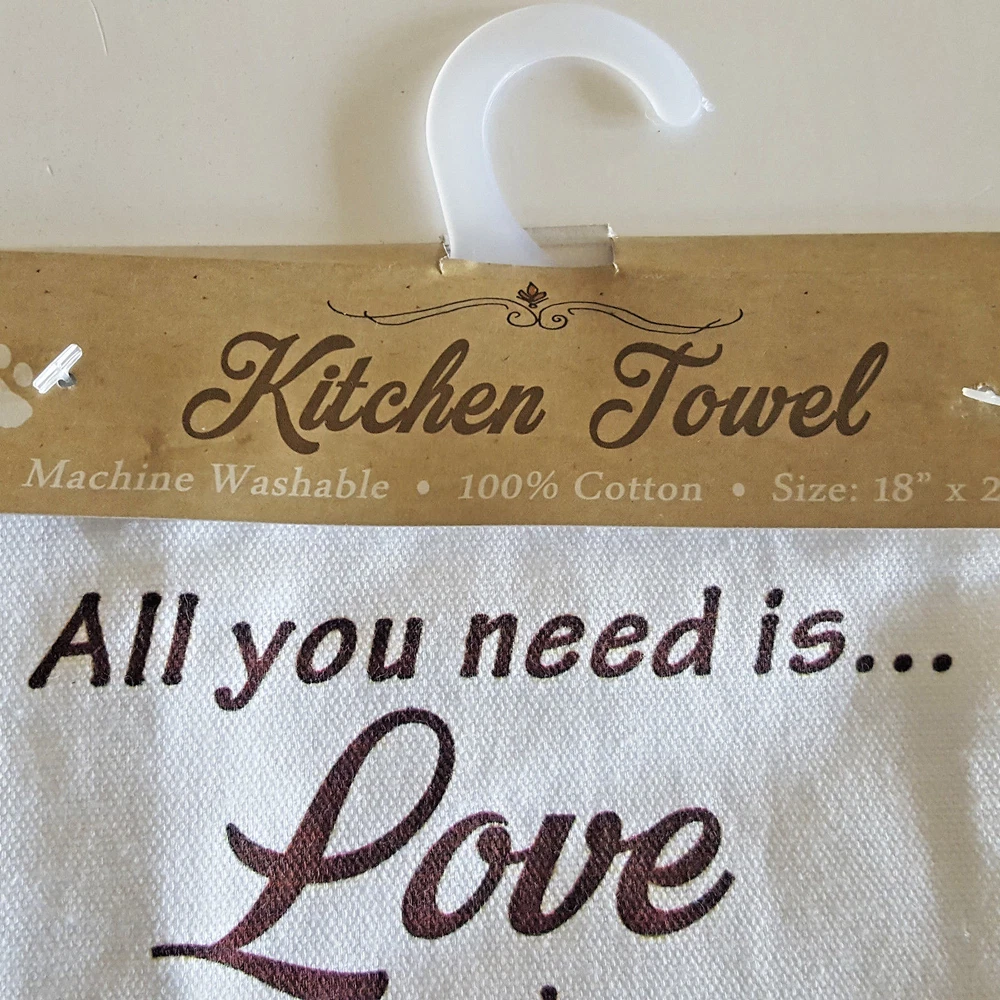 Kitchen Towel
Machine Washable • 100% Cotton • Size: 18” x 2
All you need is...
Love